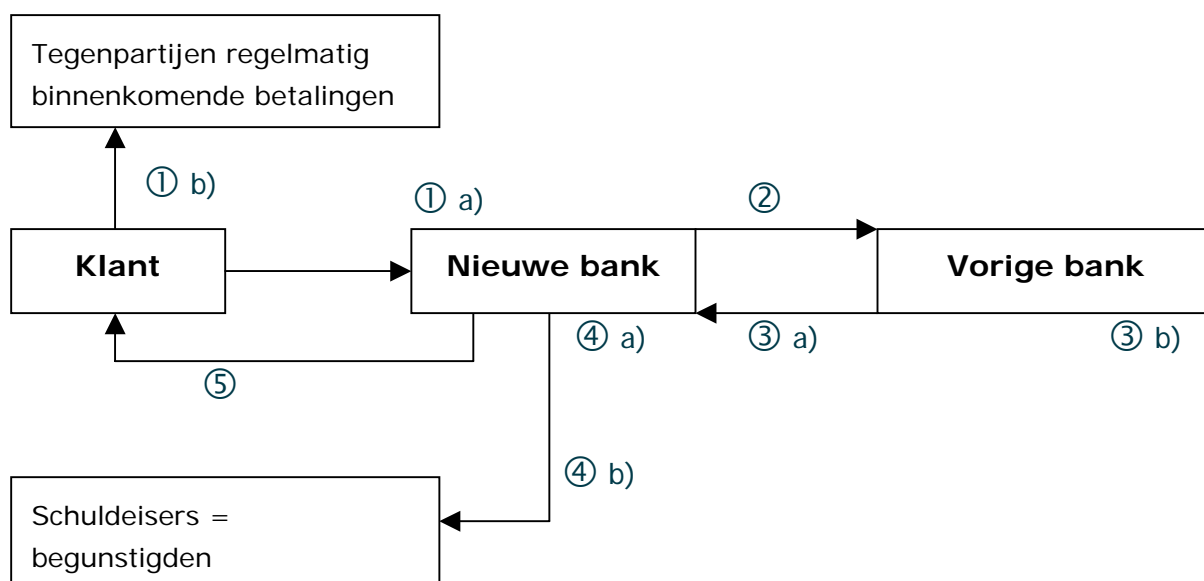 Tegenpartijen regelmatig
binnenkomende betalingen
① b)
① a)
②
Klant
Nieuwe bank
Vorige bank
④ a)
③ a)
③ b)
⑤
④ b)
Schuldeisers =
begunstigden